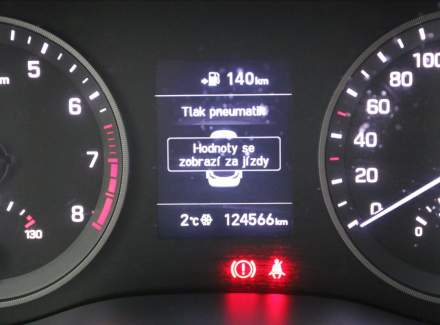 140km
Tlak pneumatik
Hodnoty se
zobrazí za jízdy
2°C 124566km
5
6
7
8
130
100
80
60
40
20
0
0